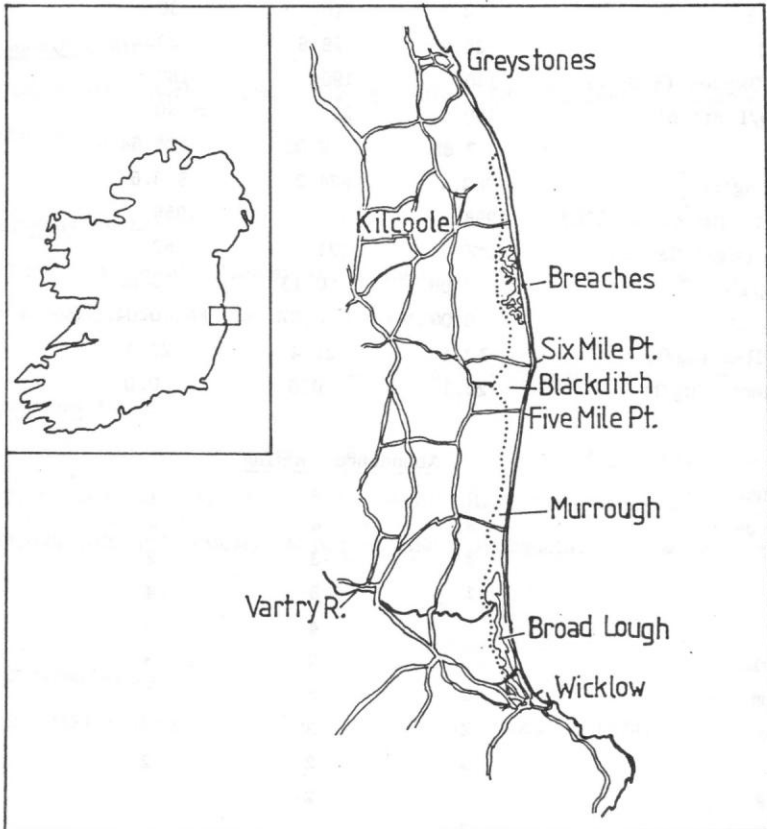 Greystones
Kilcoole
Breaches
Six Mile Pt.
Blackditch
Five Mile Pt.
Murrough
Vartry R.
Broad Lough
Wicklow